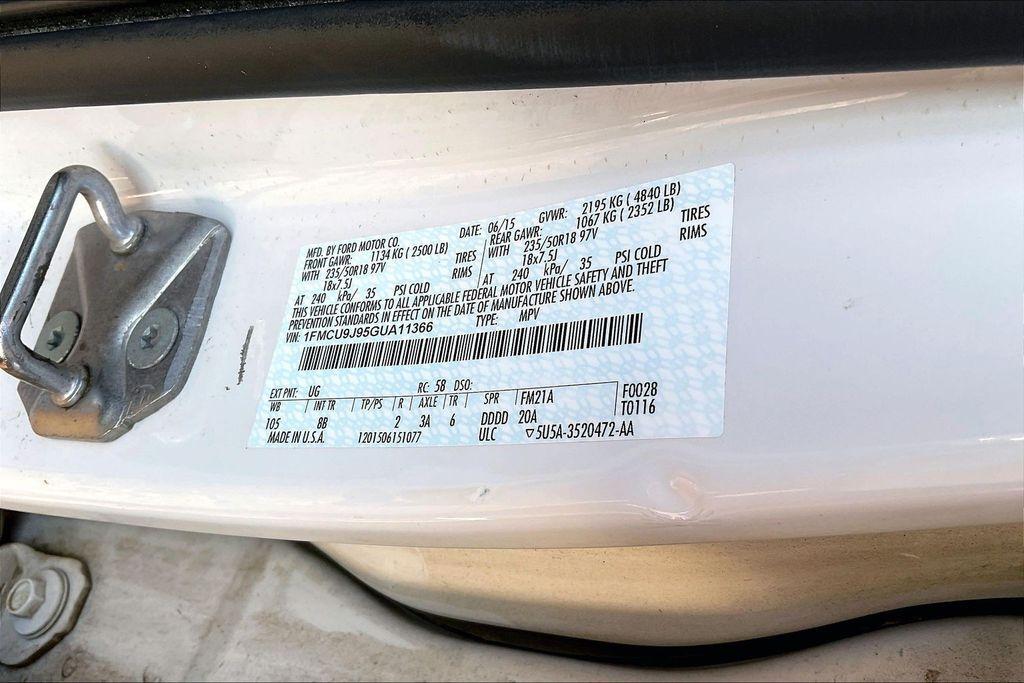 MFD. BY FORD MOTOR CO. DATE: 06/15 GVWR: 2195 KG ( 4840 LB)
FRONT GAWR: 1134 KG ( 2500 LB) REAR GAWR: 1067 KG ( 2352 LB)
WITH 235/50R18 97V TIRES WITH 235/50R18 97V TIRES
18x7.5J RIMS 18x7.5J RIMS
AT 240 kPa/ 35 PSI COLD AT 240 kPa/ 35 PSI COLD
THIS VEHICLE CONFORMS TO ALL APPLICABLE FEDERAL MOTOR VEHICLE SAFETY AND THEFT
PREVENTION STANDARDS IN EFFECT ON THE DATE OF MANUFACTURE SHOWN ABOVE.
VIN: 1FMCU9J95GUA11366 TYPE: MPV
EXT PNT: UG RC: 58 DSO: F0028
WB INT TR TP/PS R AXLE TR SPR FM21A T0116
105 8B 2 3A 6 DDDD 20A
MADE IN U.S.A. 1201506151077 ULC ▽5U5A-3520472-AA